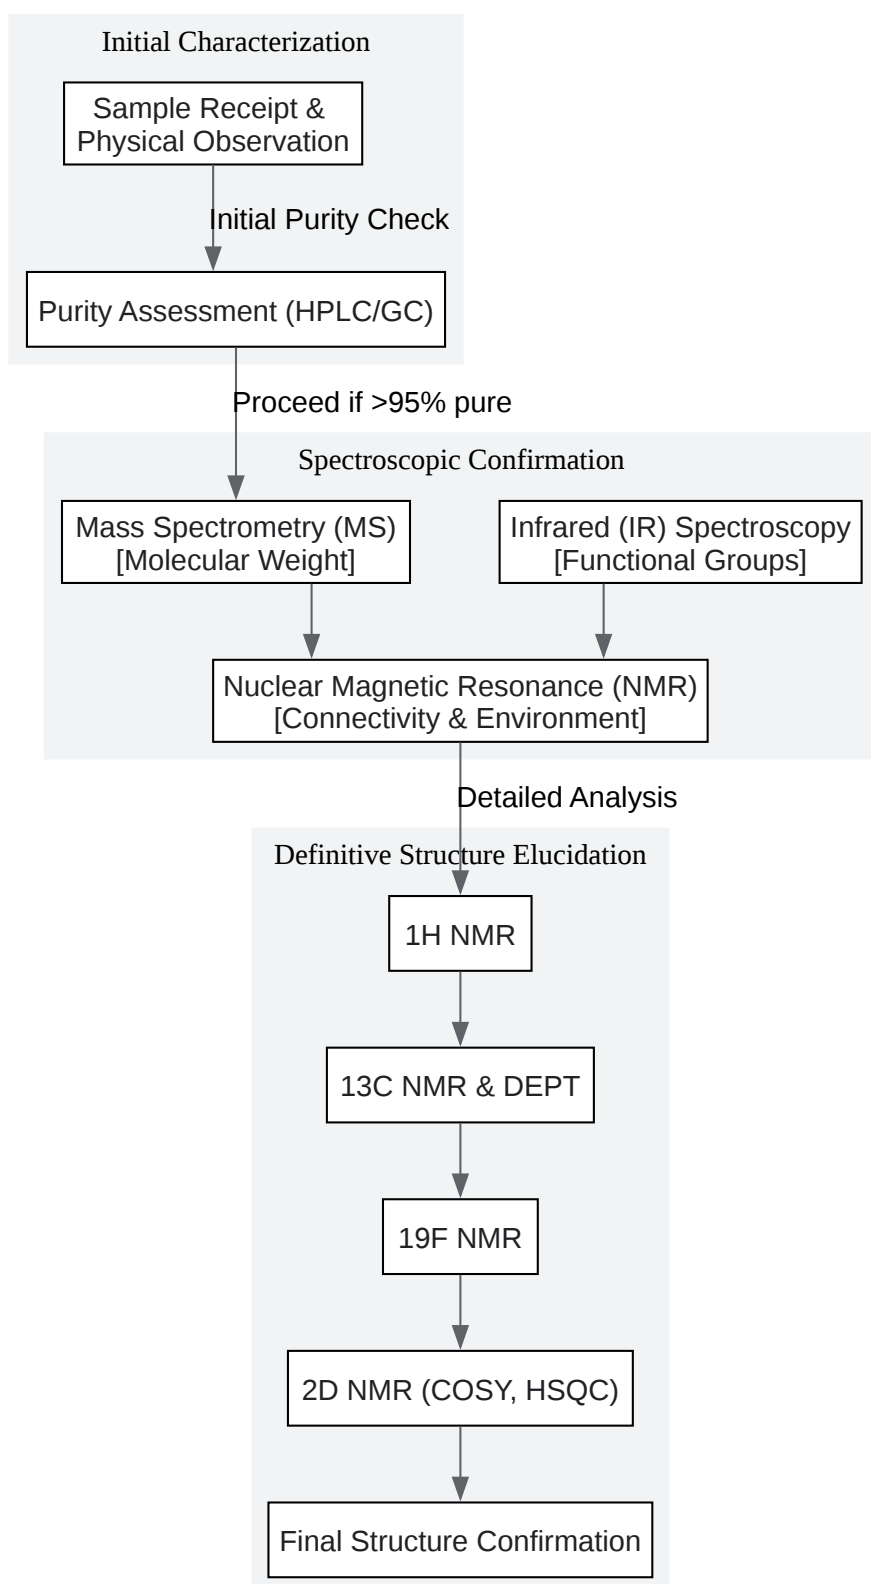 Initial Characterization
Sample Receipt &
Physical Observation
Initial Purity Check
Purity Assessment (HPLC/GC)
Proceed if >95% pure
Spectroscopic Confirmation
Mass Spectrometry (MS)
[Molecular Weight]
Infrared (IR) Spectroscopy
[Functional Groups]
Nuclear Magnetic Resonance (NMR)
[Connectivity & Environment]
Detailed Analysis
Definitive Structure Elucidation
1H NMR
13C NMR & DEPT
19F NMR
2D NMR (COSY, HSQC)
Final Structure Confirmation